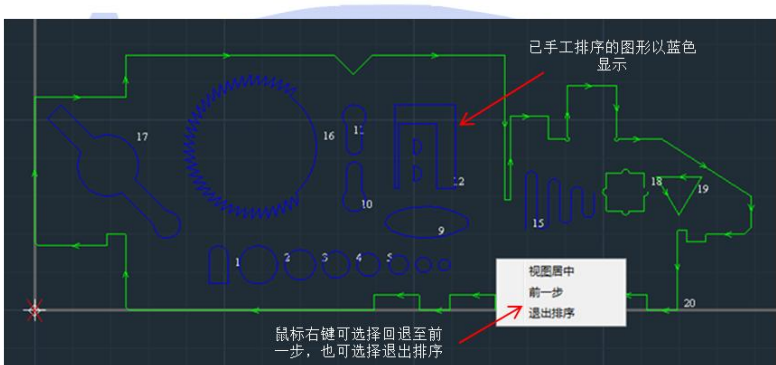 已手工排序的图形以蓝色
显示
17
16
11
12
18
19
10
15
9
1
2
3
4
5
视图居中
前一步
退出排序
20
鼠标右键可选择回退至前
一步，也可选择退出排序